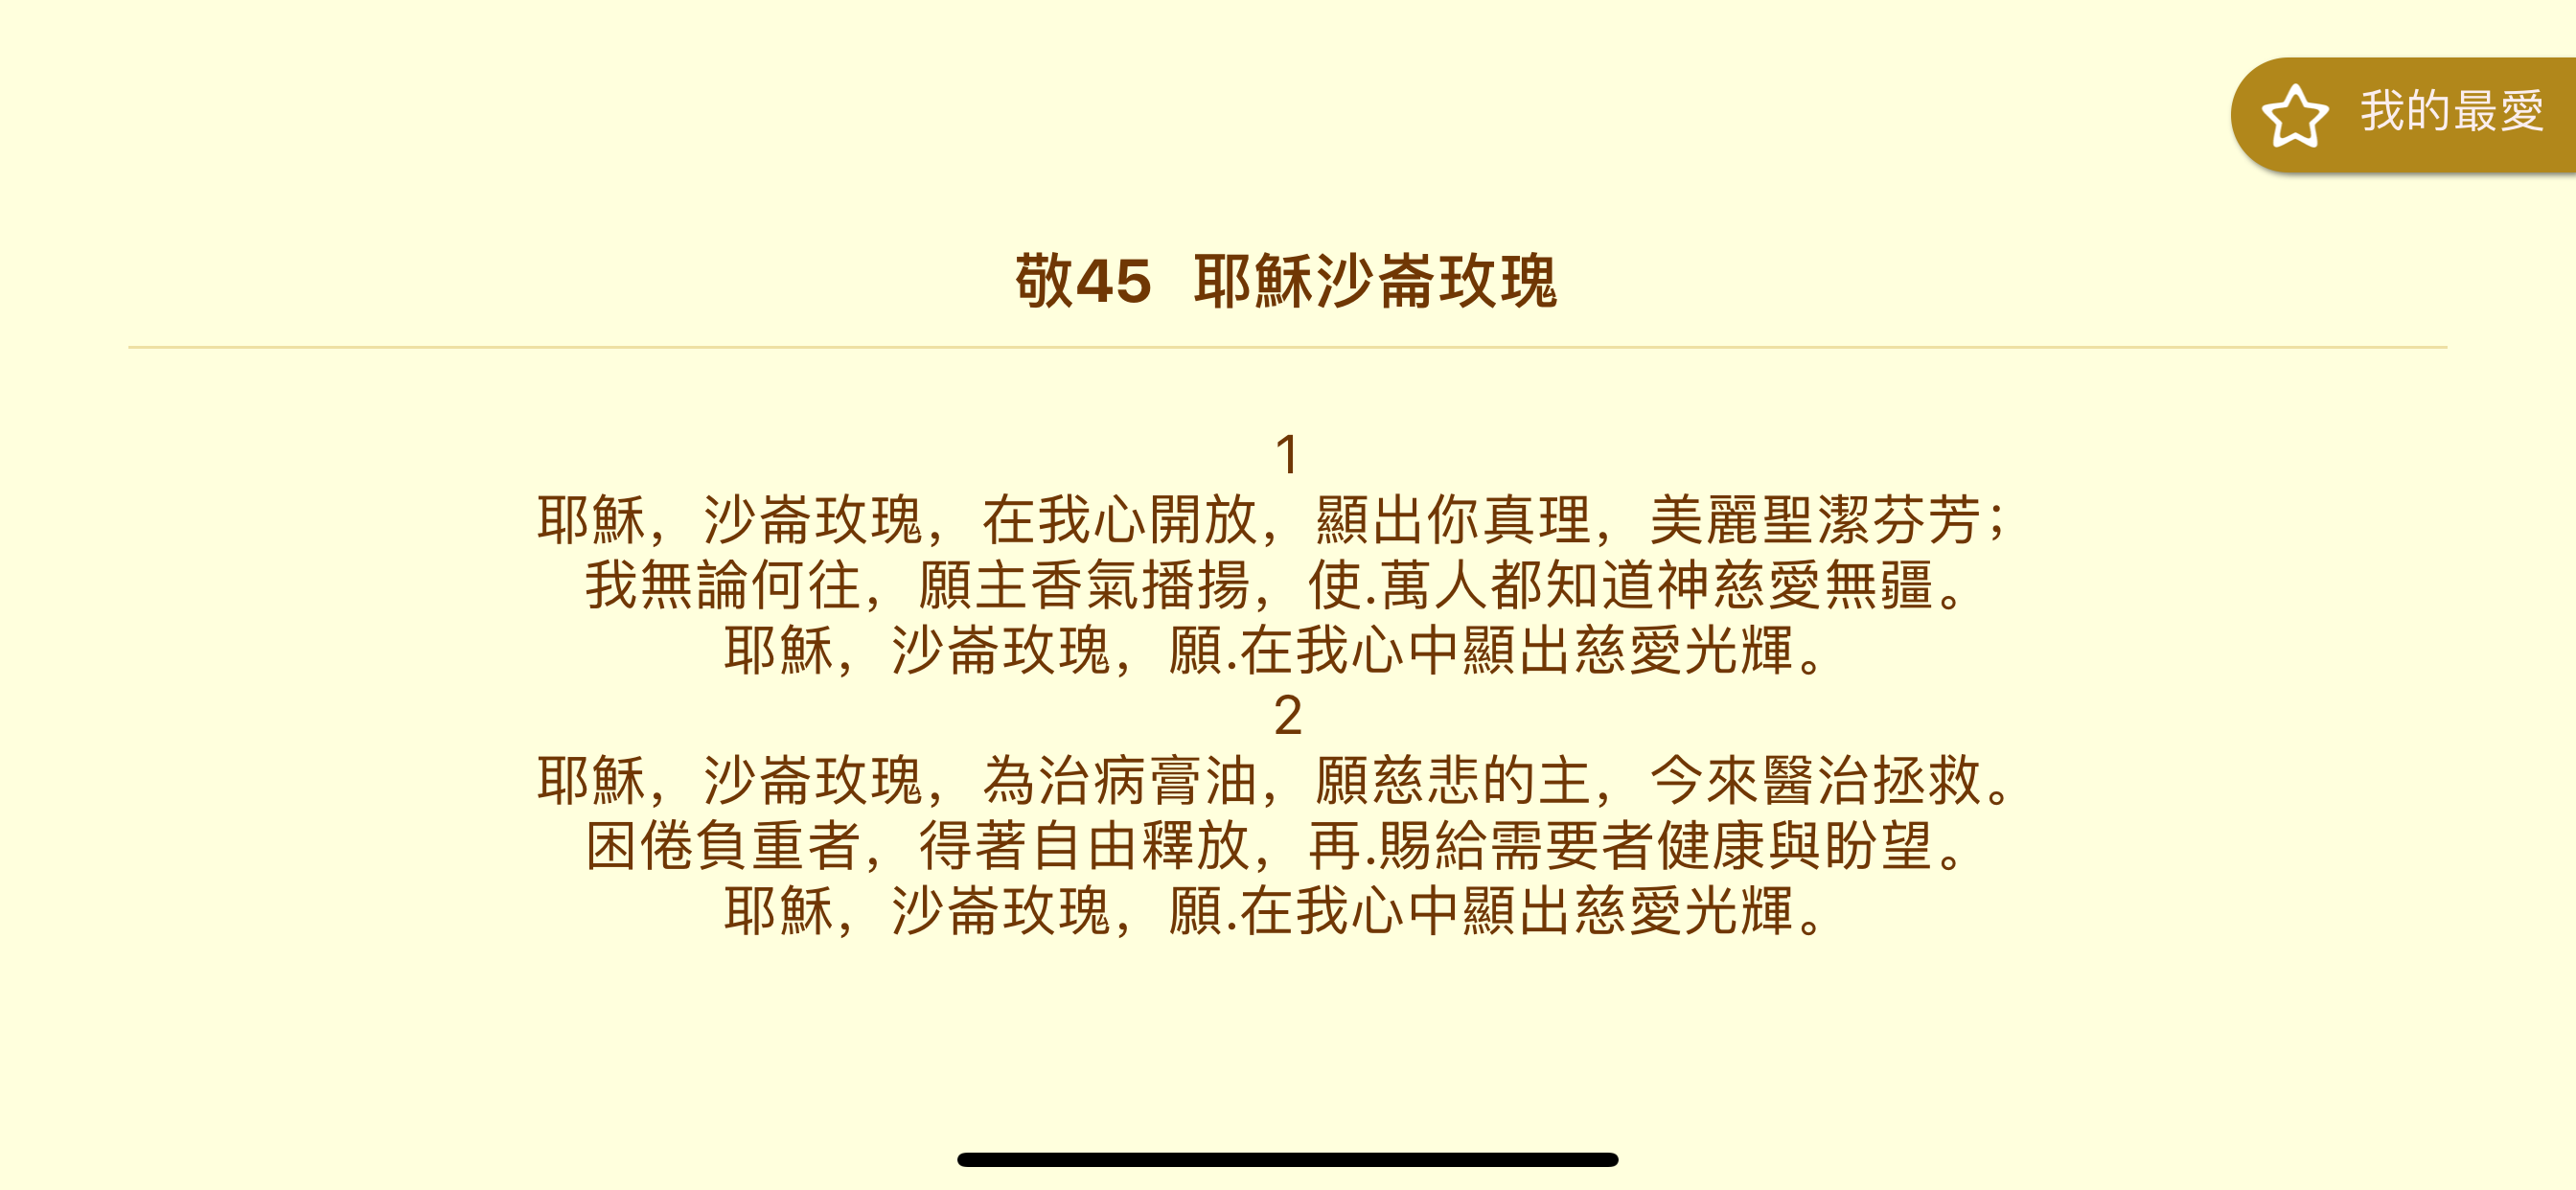 我的最愛
敬45 耶穌沙崙玫瑰
1
耶穌，沙崙玫瑰，在我心開放，顯出你真理，美麗聖潔芬芳；
我無論何往，願主香氣播揚，使.萬人都知道神慈愛無疆。
耶穌，沙崙玫瑰，願.在我心中顯出慈愛光輝。
2
耶穌，沙崙玫瑰，為治病膏油，願慈悲的主，今來醫治拯救。
困倦負重者，得著自由釋放，再.賜給需要者健康與盼望。
耶穌，沙崙玫瑰，願.在我心中顯出慈愛光輝。